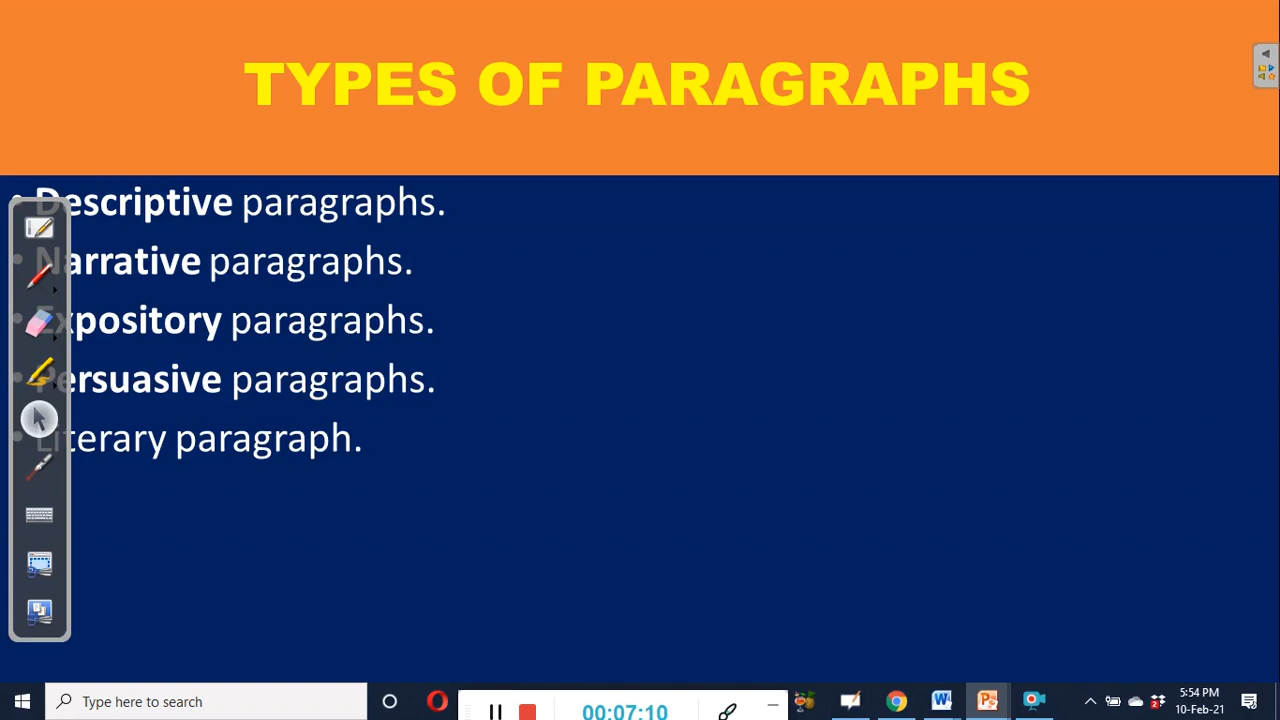 TYPES OF PARAGRAPHS
• Descriptive paragraphs.
• Narrative paragraphs.
• Expository paragraphs.
• Persuasive paragraphs.
• Literary paragraph.
Type here to search
00:07:10
5:54 PM
10-Feb-21
2